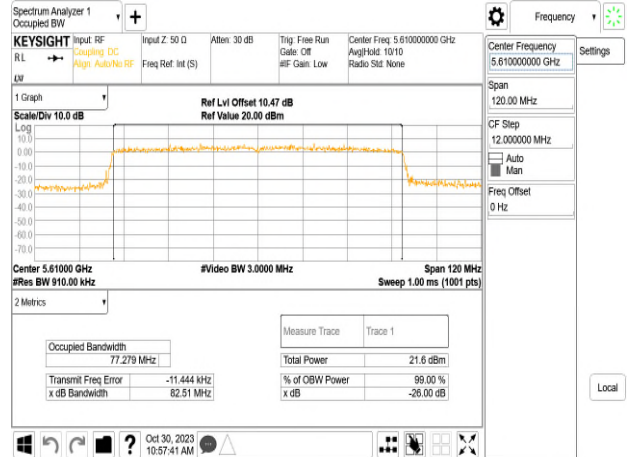 Spectrum Analyzer 1
Occupied BW
Frequency
KEYSIGHT
R L
Input: RF
Coupling: DC
Align: Auto/No RF
Input Z: 50 Ω
Freq Ref: Int (S)
Atten: 30 dB
Trig: Free Run
Gate: Off
#IF Gain: Low
Center Freq: 5.610000000 GHz
Avg|Hold: 10/10
Radio Std: None
Center Frequency
5.610000000 GHz
Settings
Span
120.00 MHz
CF Step
12.000000 MHz
Auto
Man
Freq Offset
0 Hz
1 Graph
Scale/Div 10.0 dB
Ref Lvl Offset 10.47 dB
Ref Value 20.00 dBm
Log
10.0
0.00
-10.0
-20.0
-30.0
-40.0
-50.0
-60.0
-70.0
Center 5.61000 GHz
#Res BW 910.00 kHz
#Video BW 3.0000 MHz
Span 120 MHz
Sweep 1.00 ms (1001 pts)
2 Metrics
Measure Trace
Trace 1
Occupied Bandwidth
77.279 MHz
Total Power
21.6 dBm
Transmit Freq Error
-11.444 kHz
% of OBW Power
99.00 %
x dB Bandwidth
82.51 MHz
x dB
-26.00 dB
Local
Oct 30, 2023
10:57:41 AM